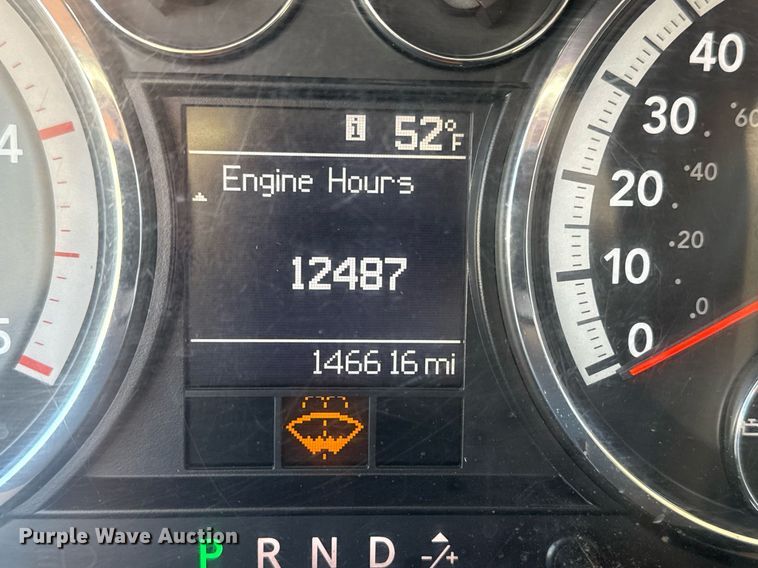 40
30
60
4
i 52°F
Engine Hours
20
40
20
12487
10
0
0
5
146616 mi
Purple Wave Auction
P R N D -/+